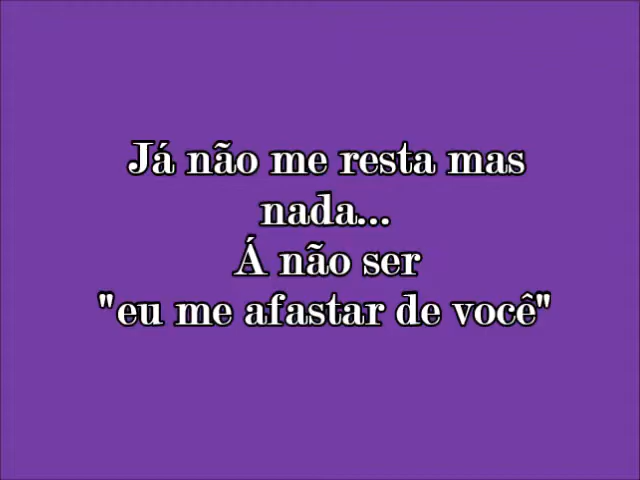 Já não me resta mas
nada...
Á não ser
"eu me afastar de você"